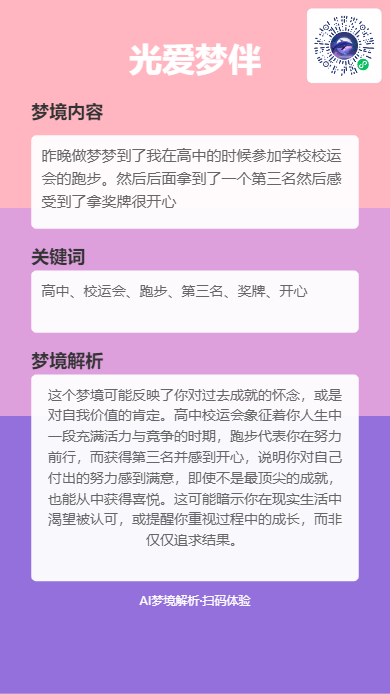 光爱梦伴
梦境内容
昨晚做梦梦到了我在高中的时候参加学校校运
会的跑步。然后后面拿到了一个第三名然后感
受到了拿奖牌很开心
关键词
高中、校运会、跑步、第三名、奖牌、开心
梦境解析
这个梦境可能反映了你对过去成就的怀念，或是
对自我价值的肯定。高中校运会象征着你人生中
一段充满活力与竞争的时期，跑步代表你在努力
前行，而获得第三名并感到开心，说明你对自己
付出的努力感到满意，即使不是最顶尖的成就，
也能从中获得喜悦。这可能暗示你在现实生活中
渴望被认可，或提醒你重视过程中的成长，而非
仅仅追求结果。
AI梦境解析·扫码体验